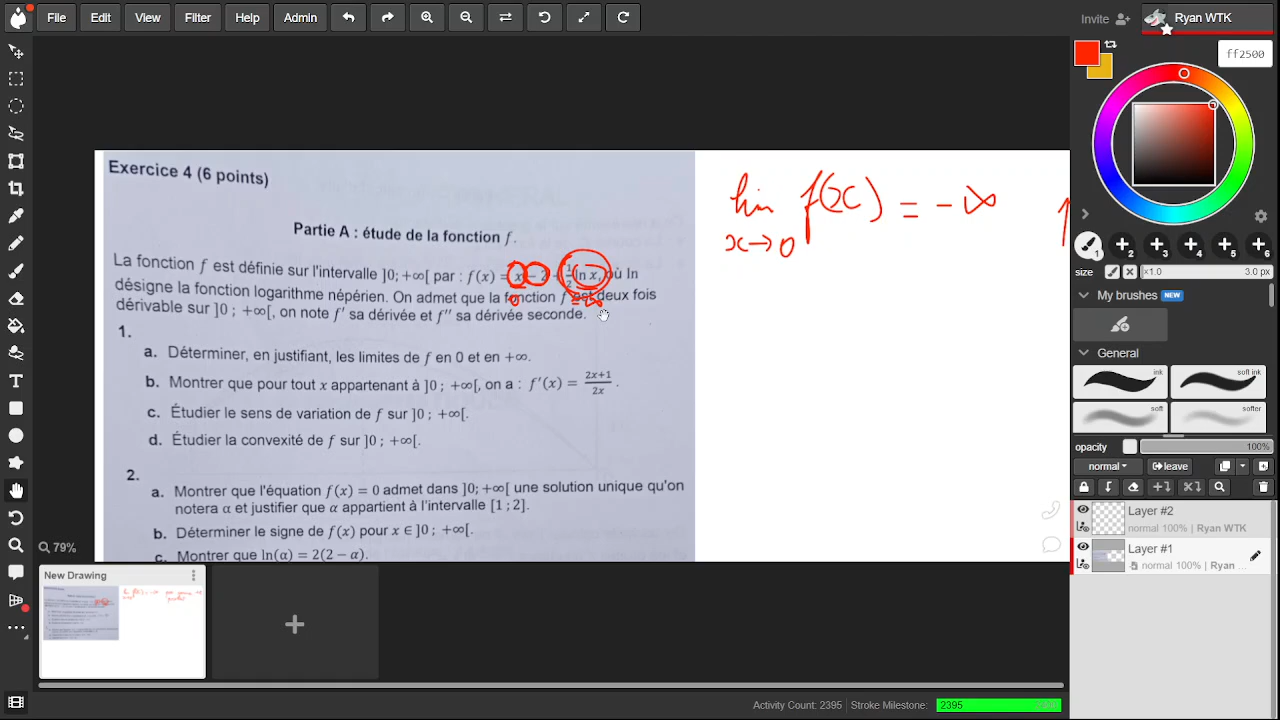 File Edit View Filter Help Admin
Invite Ryan WTK
ff2500
Exercice 4 (6 points)
Partie A : étude de la fonction f.
La fonction f est définie sur l'intervalle ]0; +∞[ par : f(x) = x − 2 + 1/2 ln x, où ln
désigne la fonction logarithme népérien. On admet que la fonction f est deux fois
dérivable sur ]0 ; +∞[, on note f' sa dérivée et f'' sa dérivée seconde.
1.
a. Déterminer, en justifiant, les limites de f en 0 et en +∞.
b. Montrer que pour tout x appartenant à ]0 ; +∞[, on a : f'(x) = 2x+1/2x .
c. Étudier le sens de variation de f sur ]0 ; +∞[.
d. Étudier la convexité de f sur ]0 ; +∞[.
2.
a. Montrer que l'équation f(x) = 0 admet dans ]0; +∞[ une solution unique qu'on
notera α et justifier que α appartient à l'intervalle [1 ; 2].
b. Déterminer le signe de f(x) pour x ∈ ]0 ; +∞[.
c. Montrer que ln(α) = 2(2 − α).
lim f(x) = −∞
x→0
79%
New Drawing
1 2 3 4 5
Size x1.0 3.0 px
My brushes NEW
General
ink soft ink
soft softer
opacity 100%
normal leave
Layer #2
normal 100% | Ryan WTK
Layer #1
normal 100% | Ryan ...
Activity Count: 2395 Stroke Milestone: 2395